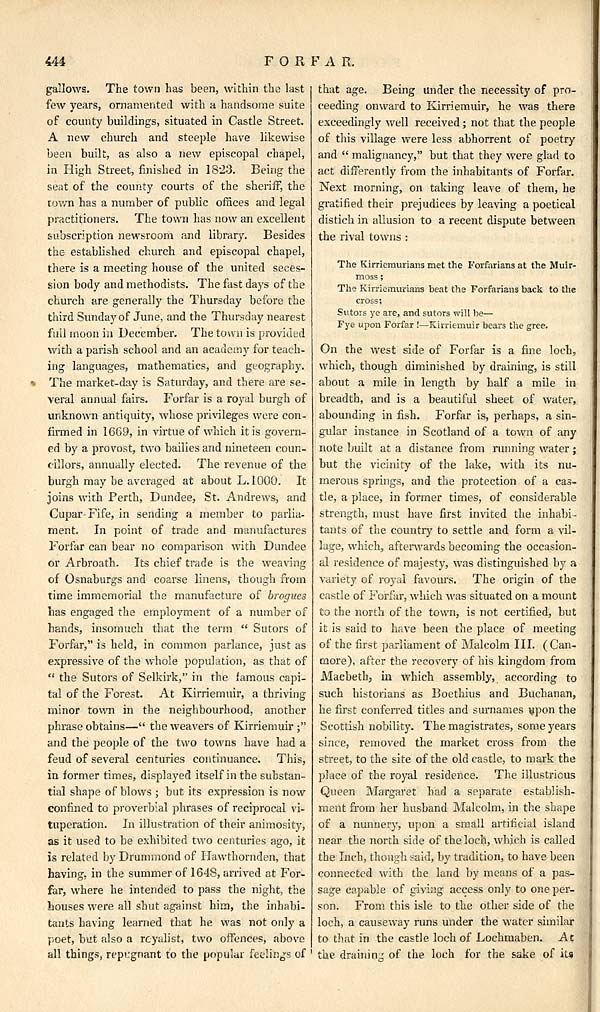 444
FORFAR.
gallows. The town has been, within the last
few years, ornamented with a handsome suite
of county buildings, situated in Castle Street.
A new church and steeple have likewise
been built, as also a new episcopal chapel,
in High Street, finished in 1823. Being the
seat of the county courts of the sheriff, the
town has a number of public offices and legal
practitioners. The town has now an excellent
subscription newsroom and library. Besides
the established church and episcopal chapel,
there is a meeting house of the united seces-
sion body and methodists. The fast days of the
church are generally the Thursday before the
third Sunday of June, and the Thursday nearest
full moon in December. The town is provided
with a parish school and an academy for teach-
ing languages, mathematics, and geography.
The market-day is Saturday, and there are se-
veral annual fairs. Forfar is a royal burgh of
unknown antiquity, whose privileges were con-
firmed in 1669, in virtue of which it is govern-
ed by a provost, two bailies and nineteen coun-
cillors, annually elected. The revenue of the
burgh may be averaged at about L.1000. It
joins with Perth, Dundee, St. Andrews, and
Cupar-Fife, in sending a member to parlia-
ment. In point of trade and manufactures
Forfar can bear no comparison with Dundee
or Arbroath. Its chief trade is the weaving
of Osnaburgs and coarse linens, though from
time immemorial the manufacture of brogues
has engaged the employment of a number of
hands, insomuch that the term " Sutors of
Forfar," is held, in common parlance, just as
expressive of the whole population, as that of
" the Sutors of Selkirk," in the famous capi-
tal of the Forest. At Kirriemuir, a thriving
minor town in the neighbourhood, another
phrase obtains—" the weavers of Kirriemuir ;"
and the people of the two towns have had a
feud of several centuries continuance. This,
in former times, displayed itself in the substan-
tial shape of blows ; but its expression is now
confined to proverbial phrases of reciprocal vi-
tuperation. In illustration of their animosity,
as it used to be exhibited two centuries ago, it
is related by Drummond of Hawthornden, that
having, in the summer of 1648, arrived at For-
far, where he intended to pass the night, the
houses were all shut against him, the inhabi-
tants having learned that he was not only a
poet, but also a royalist, two offences, above
all things, repugnant to the popular feelings of
that age. Being under the necessity of pro-
ceeding onward to Kirriemuir, he was there
exceedingly well received; not that the people
of this village were less abhorrent of poetry
and " malignancy," but that they were glad to
act differently from the inhabitants of Forfar.
Next morning, on taking leave of them, he
gratified their prejudices by leaving a poetical
distich in allusion to a recent dispute between
the rival towns :
The Kirriemurians met the Forfarians at the Muir-
moss ;
The Kirriemurians beat the Forfarians back to the
cross;
Sutors ye are, and sutors will be—
Fye upon Forfar !—Kirriemuir bears the gree.
On the west side of Forfar is a fine loch,
which, though diminished by draining, is still
about a mile in length by half a mile in
breadth, and is a beautiful sheet of water,
abounding in fish. Forfar is, perhaps, a sin-
gular instance in Scotland of a town of any
note built at a distance from running water ;
but the vicinity of the lake, with its nu-
merous springs, and the protection of a cas-
tle, a place, in former times, of considerable
strength, must have first invited the inhabi-
tants of the country to settle and form a vil-
lage, which, afterwards becoming the occasion-
al residence of majesty, was distinguished by a
variety of royal favours. The origin of the
castle of Forfar, which was situated on a mount
to the north of the town, is not certified, but
it is said to have been the place of meeting
of the first parliament of Malcolm III. (Can-
more), after the recovery of his kingdom from
Macbeth, in which assembly, according to
such historians as Boethius and Buchanan,
he first conferred titles and surnames upon the
Scottish nobility. The magistrates, some years
since, removed the market cross from the
street, to the site of the old castle, to mark the
place of the royal residence. The illustrious
Queen Margaret had a separate establish-
ment from her husband Malcolm, in the shape
of a nunnery, upon a small artificial island
near the north side of the loch, which is called
the Inch, though said, by tradition, to have been
connected with the land by means of a pas-
sage capable of giving access only to one per-
son. From this isle to the other side of the
loch, a causeway runs under the water similar
to that in the castle loch of Lochmaben. At
the draining of the loch for the sake of its